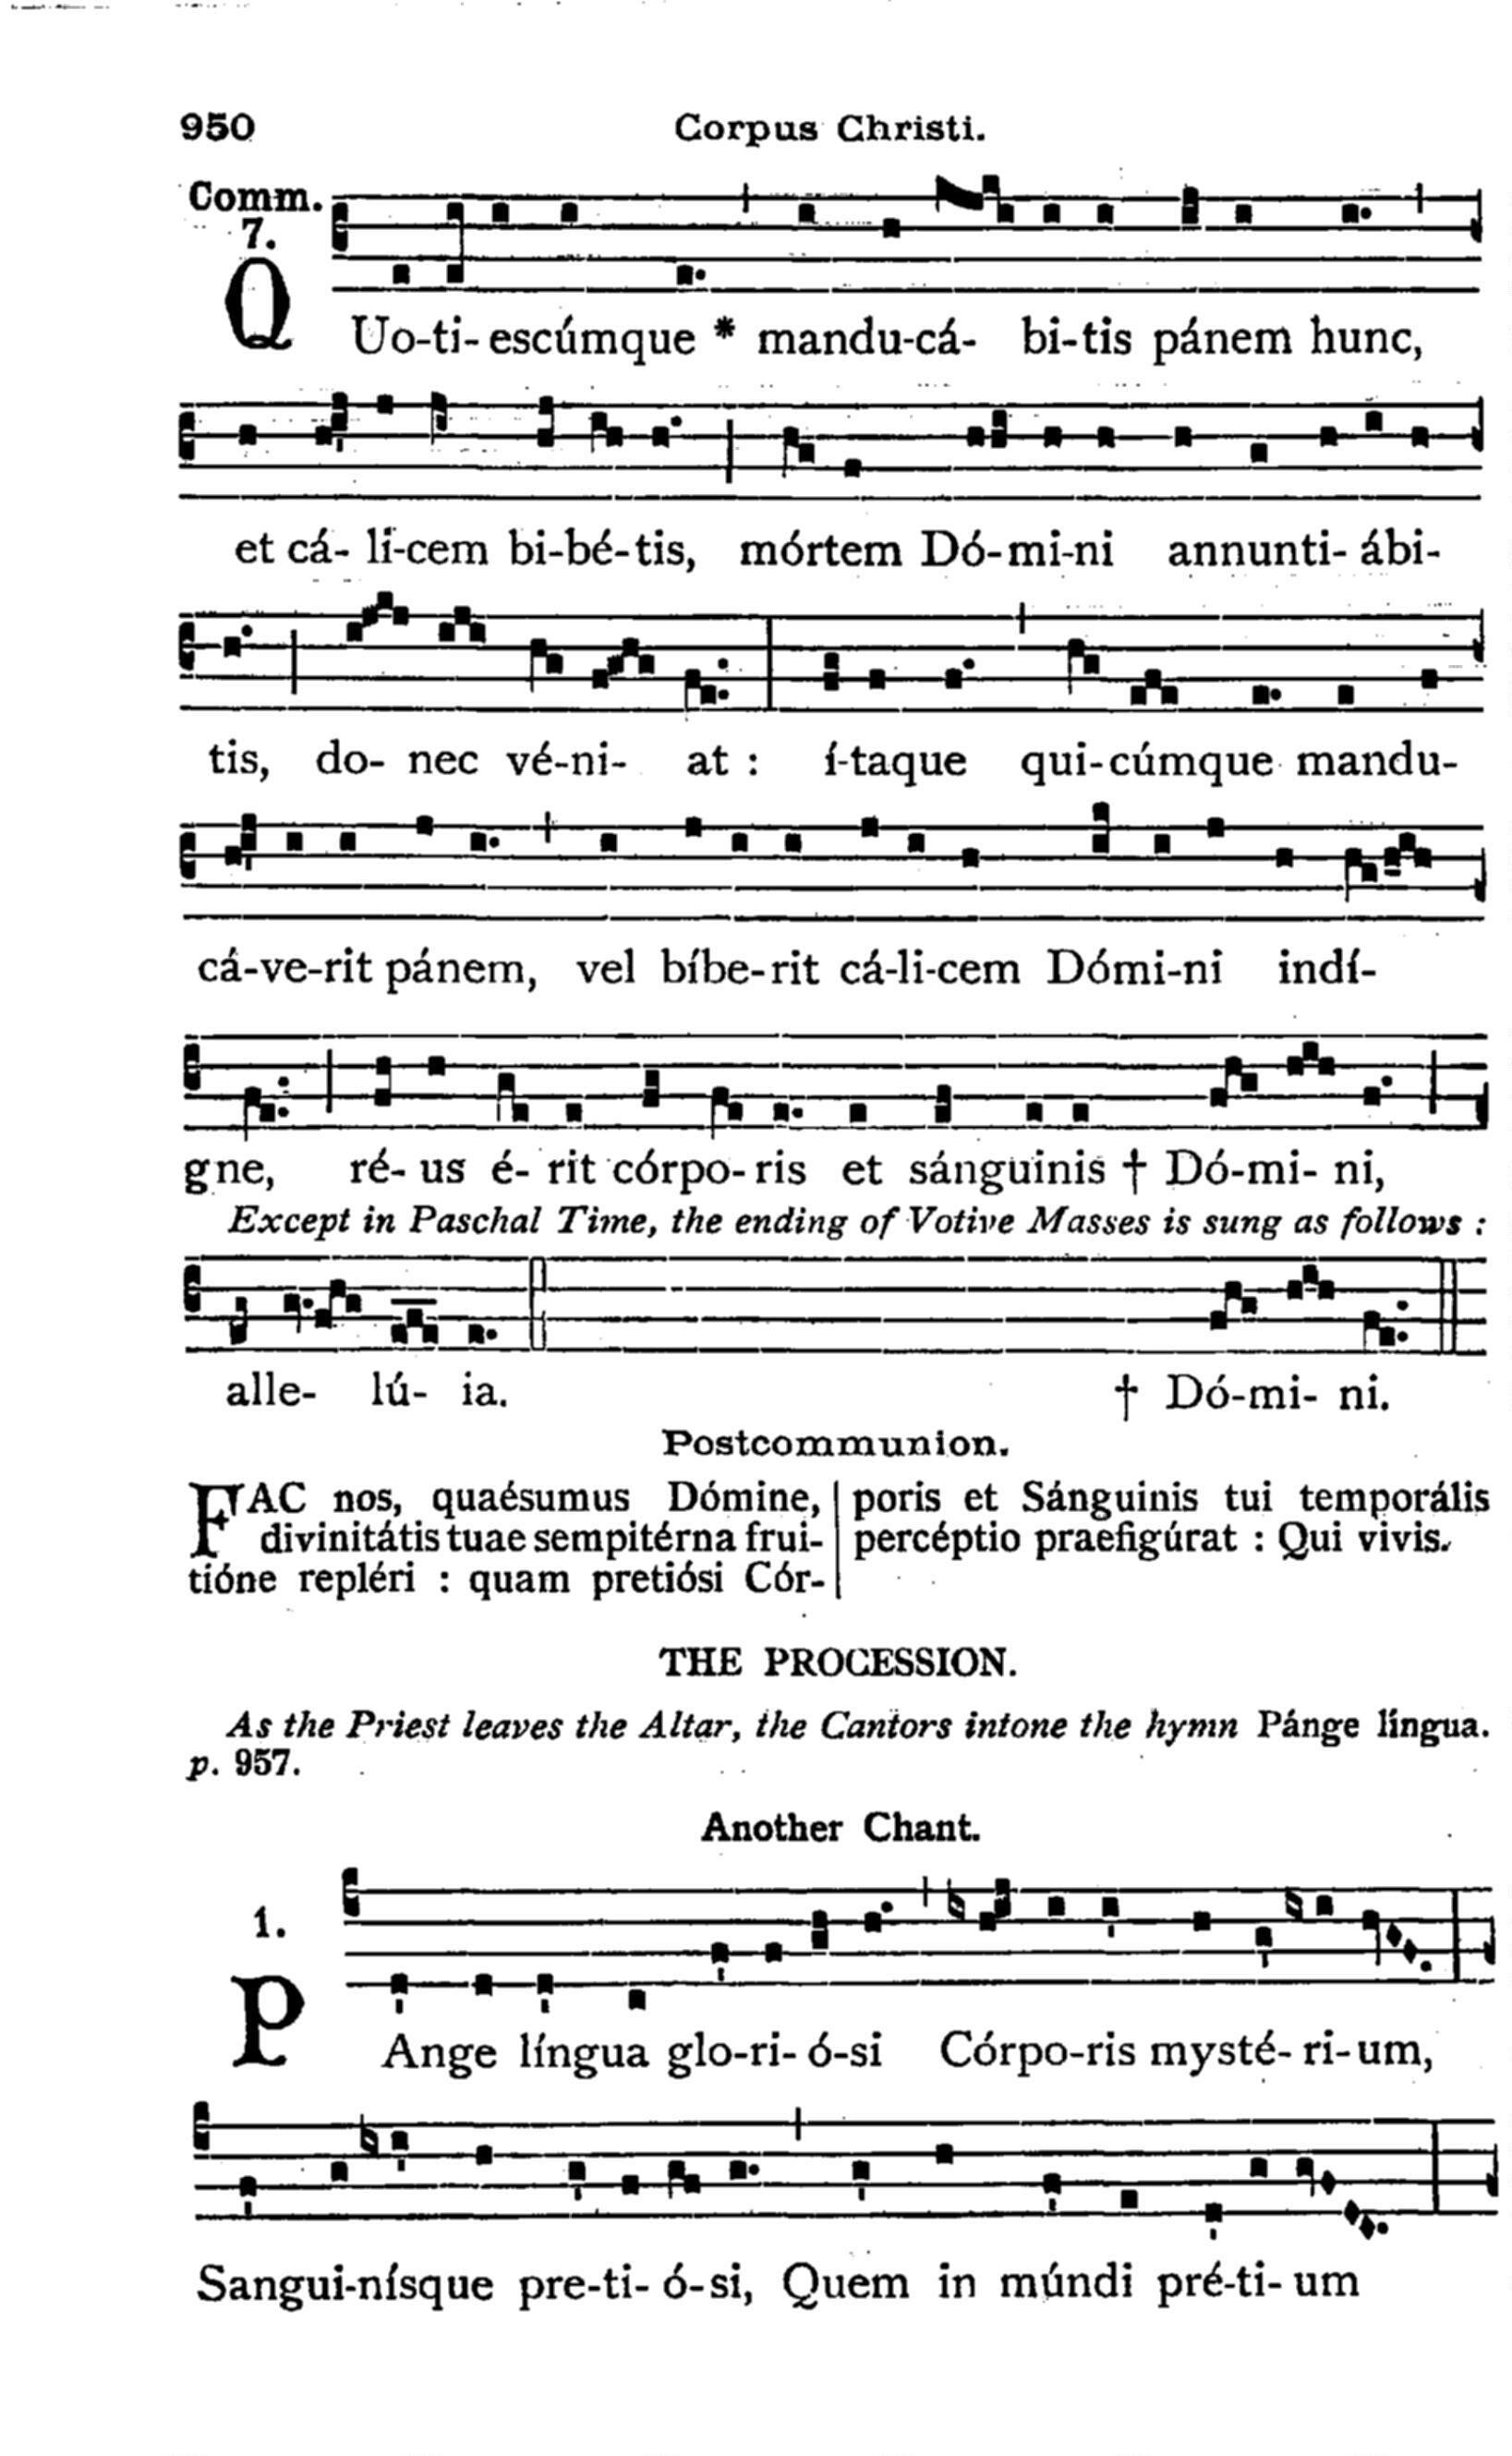 950 Corpus Christi.
Comm.
7.
QUo-ti-escúmque * mandu-cá- bi-tis pánem hunc,
et cá- li-cem bi-bé-tis, mórtem Dó-mi-ni annunti- ábi-
tis, do- nec vé-ni- at : í-taque qui-cúmque mandu-
cá-ve-rit pánem, vel bíbe-rit cá-li-cem Dómi-ni indí-
gne, ré- us é- rit córpo-ris et sánguinis † Dó-mi- ni,
Except in Paschal Time, the ending of Votive Masses is sung as follows :
alle- lú- ia. † Dó-mi- ni.
Postcommunion.
FAC nos, quaésumus Dómine,
divinitátis tuae sempitérna frui-
tióne repléri : quam pretiósi Cór-
poris et Sánguinis tui temporális
percéptio praefigúrat : Qui vivis.
THE PROCESSION.
As the Priest leaves the Altar, the Cantors intone the hymn Pánge língua.
p. 957.
Another Chant.
1.
PAnge língua glo-ri- ó-si Córpo-ris mysté- ri-um,
Sangui-nísque pre-ti- ó-si, Quem in múndi pré-ti- um